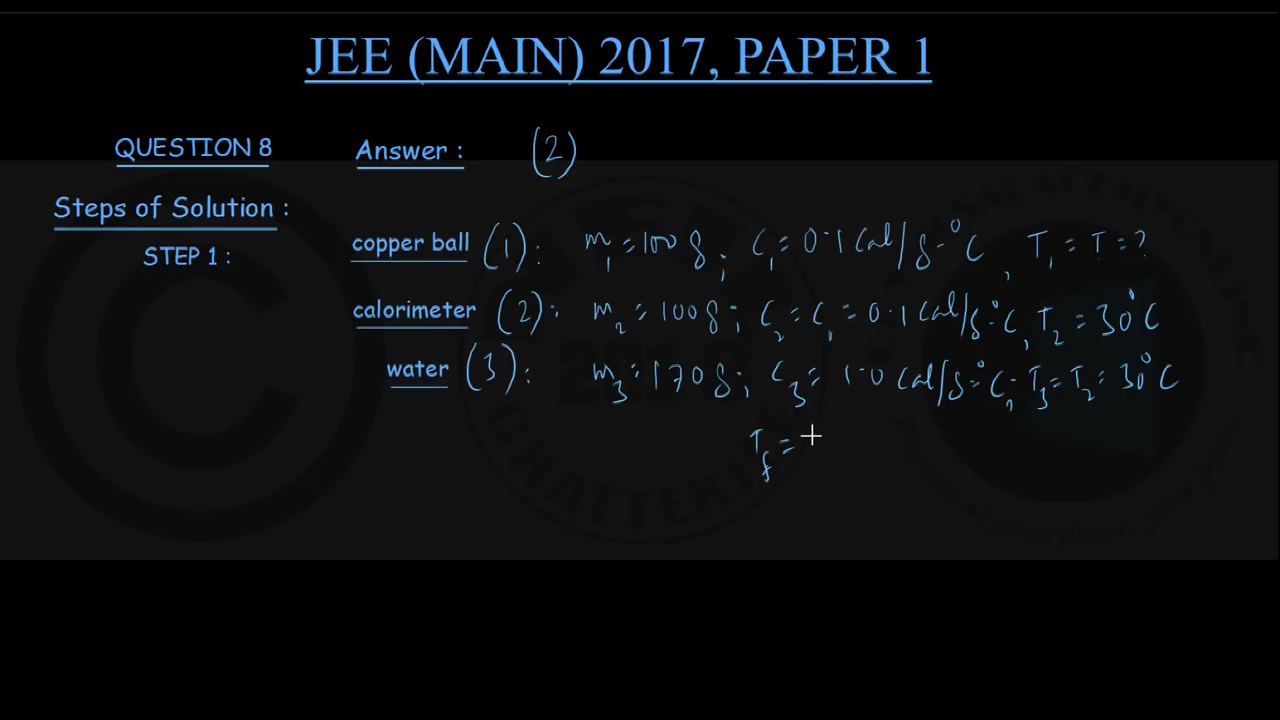 JEE (MAIN) 2017, PAPER 1
QUESTION 8 Answer : (2)
Steps of Solution :
STEP 1 :
copper ball (1) : m₁ = 100 g ; C₁ = 0.1 Cal/g-°C , T₁ = T = ?
calorimeter (2) : m₂ = 100 g ; C₂ = C₁ = 0.1 Cal/g-°C , T₂ = 30°C
water (3) : m₃ = 170 g ; C₃ = 1.0 Cal/g-°C , T₃ = T₂ = 30°C
T_f =
CHATTERJEE